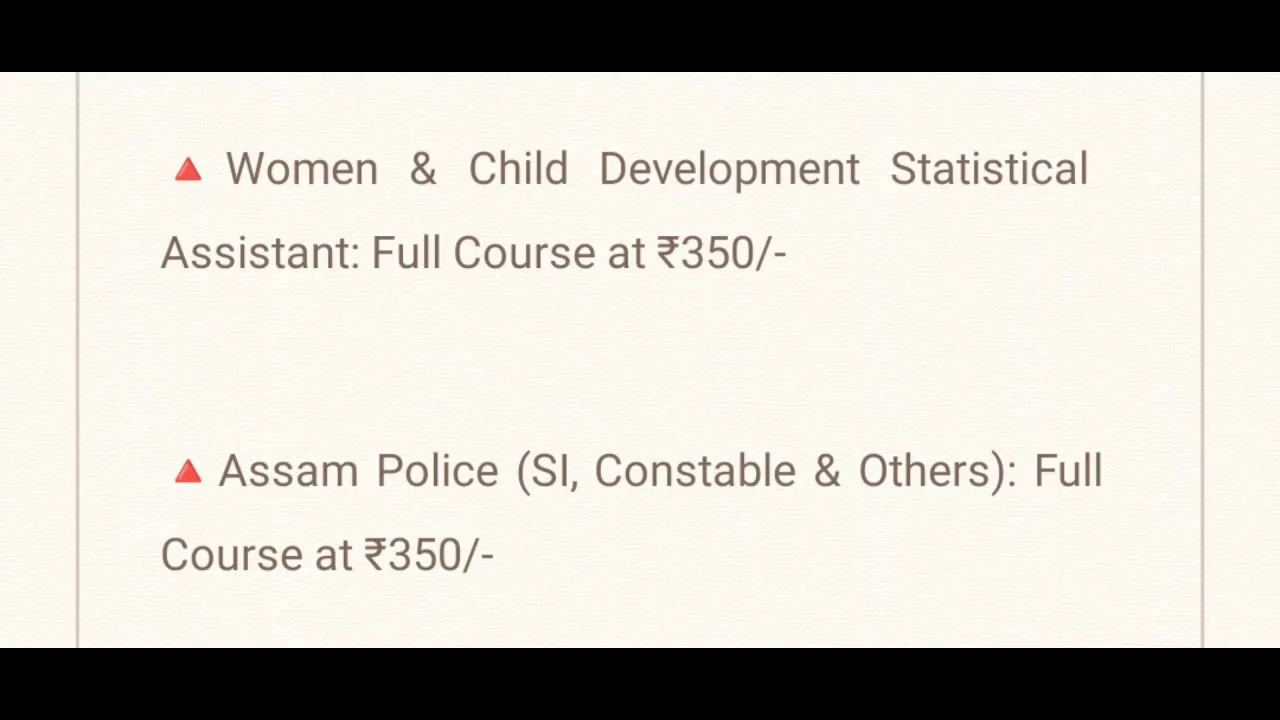 🔺Women & Child Development Statistical
Assistant: Full Course at ₹350/-
🔺Assam Police (SI, Constable & Others): Full
Course at ₹350/-